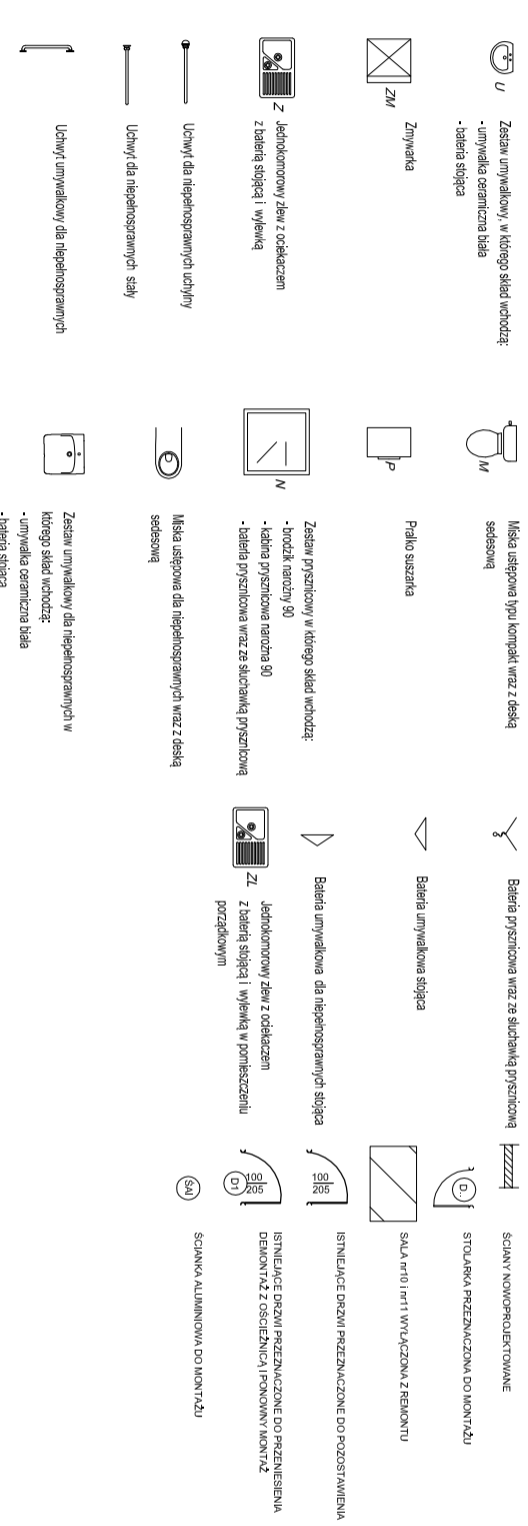 U
Zestaw umywalkowy, w którego skład wchodzą:
- umywalka ceramiczna biała
- bateria stojąca
ZM
Zmywarka
Z
Jednokomorowy zlew z ociekaczem
z baterią stojącą i wylewką
Uchwyt dla niepełnosprawnych uchylny
Uchwyt dla niepełnosprawnych stały
Uchwyt umywalkowy dla niepełnosprawnych
M
Miska ustępowa typu kompakt wraz z deską
sedesową
P
Pralko suszarka
N
Zestaw prysznicowy w którego skład wchodzą:
- brodzik narożny 90
- kabina prysznicowa narożna 90
- bateria prysznicowa wraz ze słuchawką prysznicową
Miska ustępowa dla niepełnosprawnych wraz z deską
sedesową
Zestaw umywalkowy dla niepełnosprawnych w
którego skład wchodzą:
- umywalka ceramiczna biała
- bateria stojąca
Bateria prysznicowa wraz ze słuchawką prysznicową
Bateria umywalkowa stojąca
Bateria umywalkowa dla niepełnosprawnych stojąca
ZL
Jednokomorowy zlew z ociekaczem
z baterią stojącą i wylewką w pomieszczeniu
porządkowym
ŚCIANY NOWOPROJEKTOWANE
D..
STOLARKA PRZEZNACZONA DO MONTAŻU
SALA nr10 i nr11 WYŁĄCZONA Z REMONTU
100
205
ISTNIEJĄCE DRZWI PRZEZNACZONE DO POZOSTAWIENIA
100
205
D1
ISTNIEJĄCE DRZWI PRZEZNACZONE DO PRZENIESIENIA
DEMONTAŻ Z OŚCIEŻNICĄ I PONOWNY MONTAŻ
ŚAl
ŚCIANKA ALUMINIOWA DO MONTAŻU